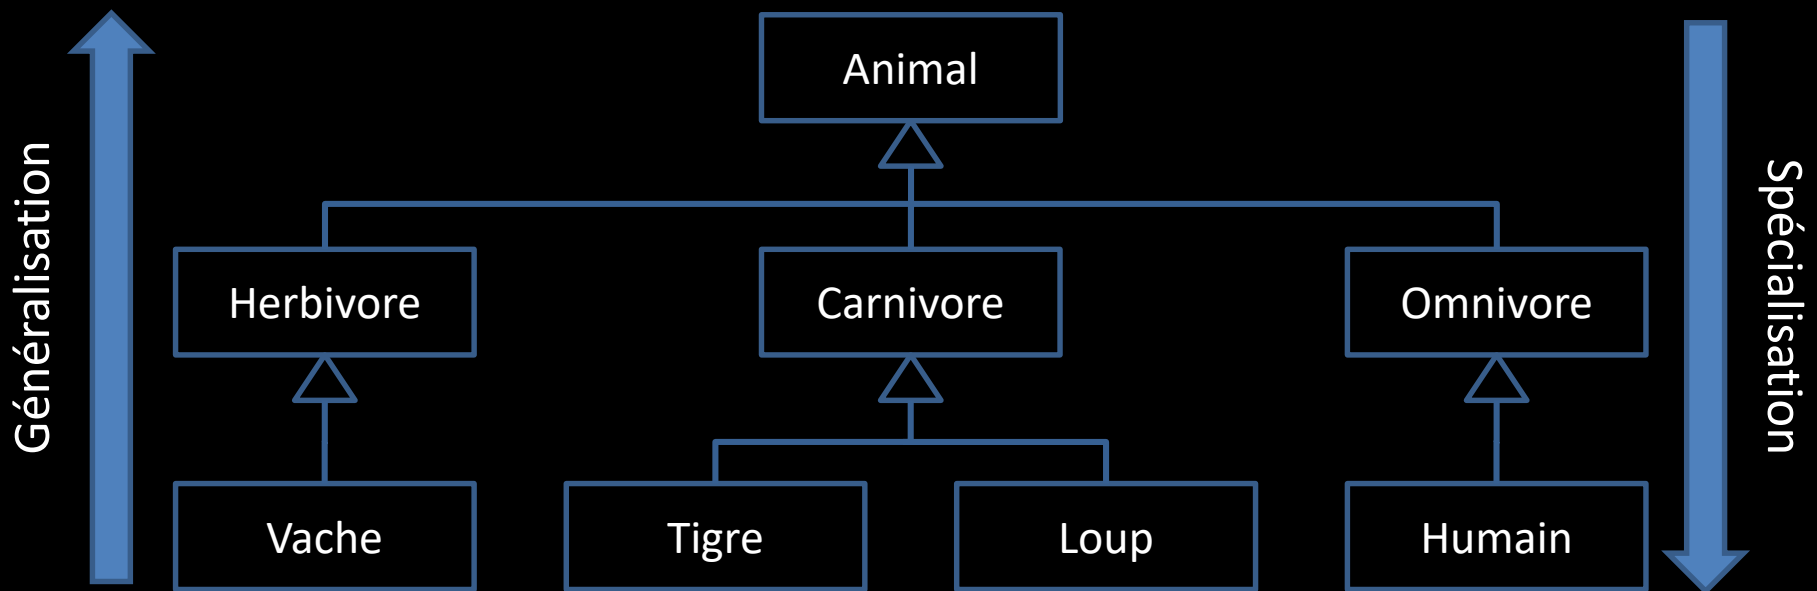 Généralisation
Animal
Spécialisation
Herbivore
Carnivore
Omnivore
Vache
Tigre
Loup
Humain